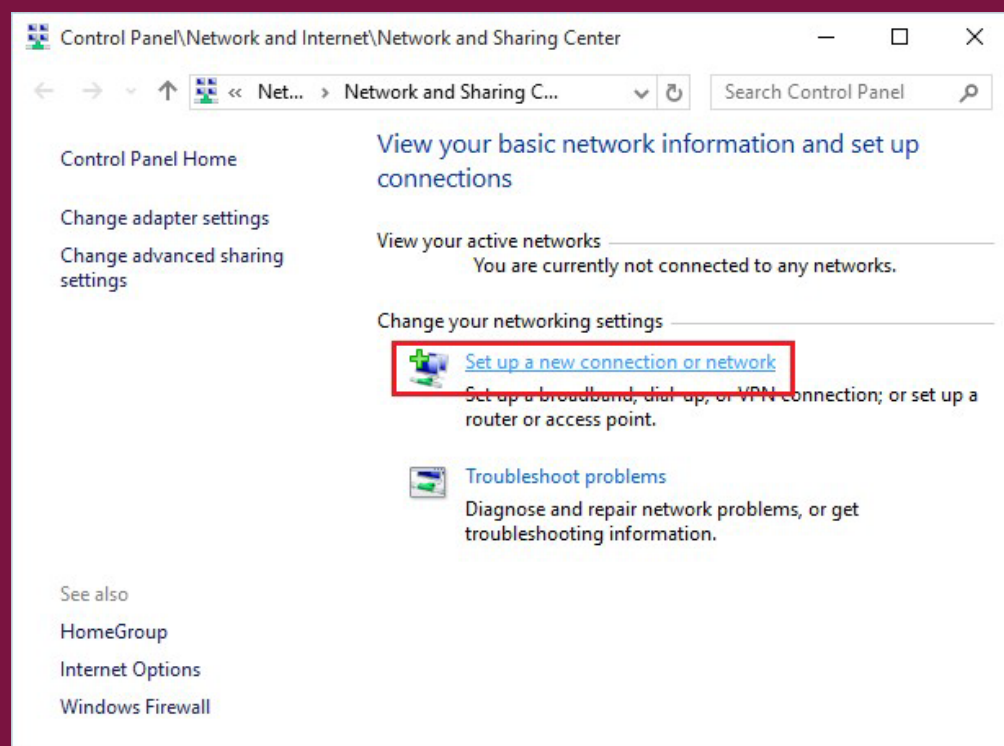 Control Panel\Network and Internet\Network and Sharing Center
« Net... › Network and Sharing C...
Search Control Panel
Control Panel Home
Change adapter settings
Change advanced sharing
settings
View your basic network information and set up
connections
View your active networks
You are currently not connected to any networks.
Change your networking settings
Set up a new connection or network
Set up a broadband, dial-up, or VPN connection; or set up a
router or access point.
Troubleshoot problems
Diagnose and repair network problems, or get
troubleshooting information.
See also
HomeGroup
Internet Options
Windows Firewall